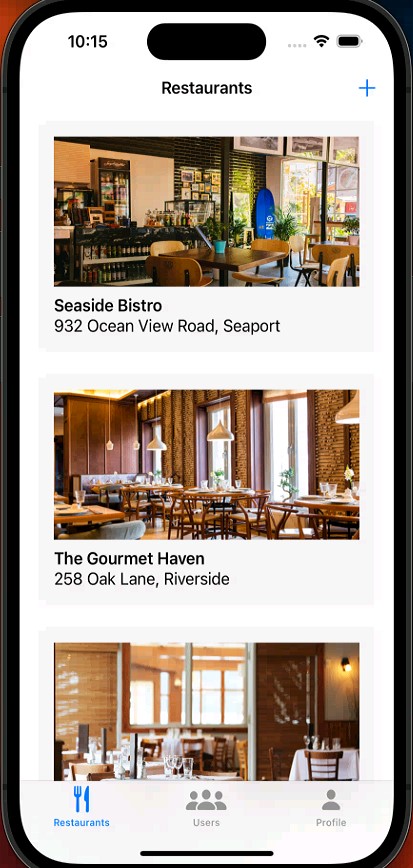 10:15
Restaurants
Seaside Bistro
932 Ocean View Road, Seaport
The Gourmet Haven
258 Oak Lane, Riverside
Restaurants
Users
Profile